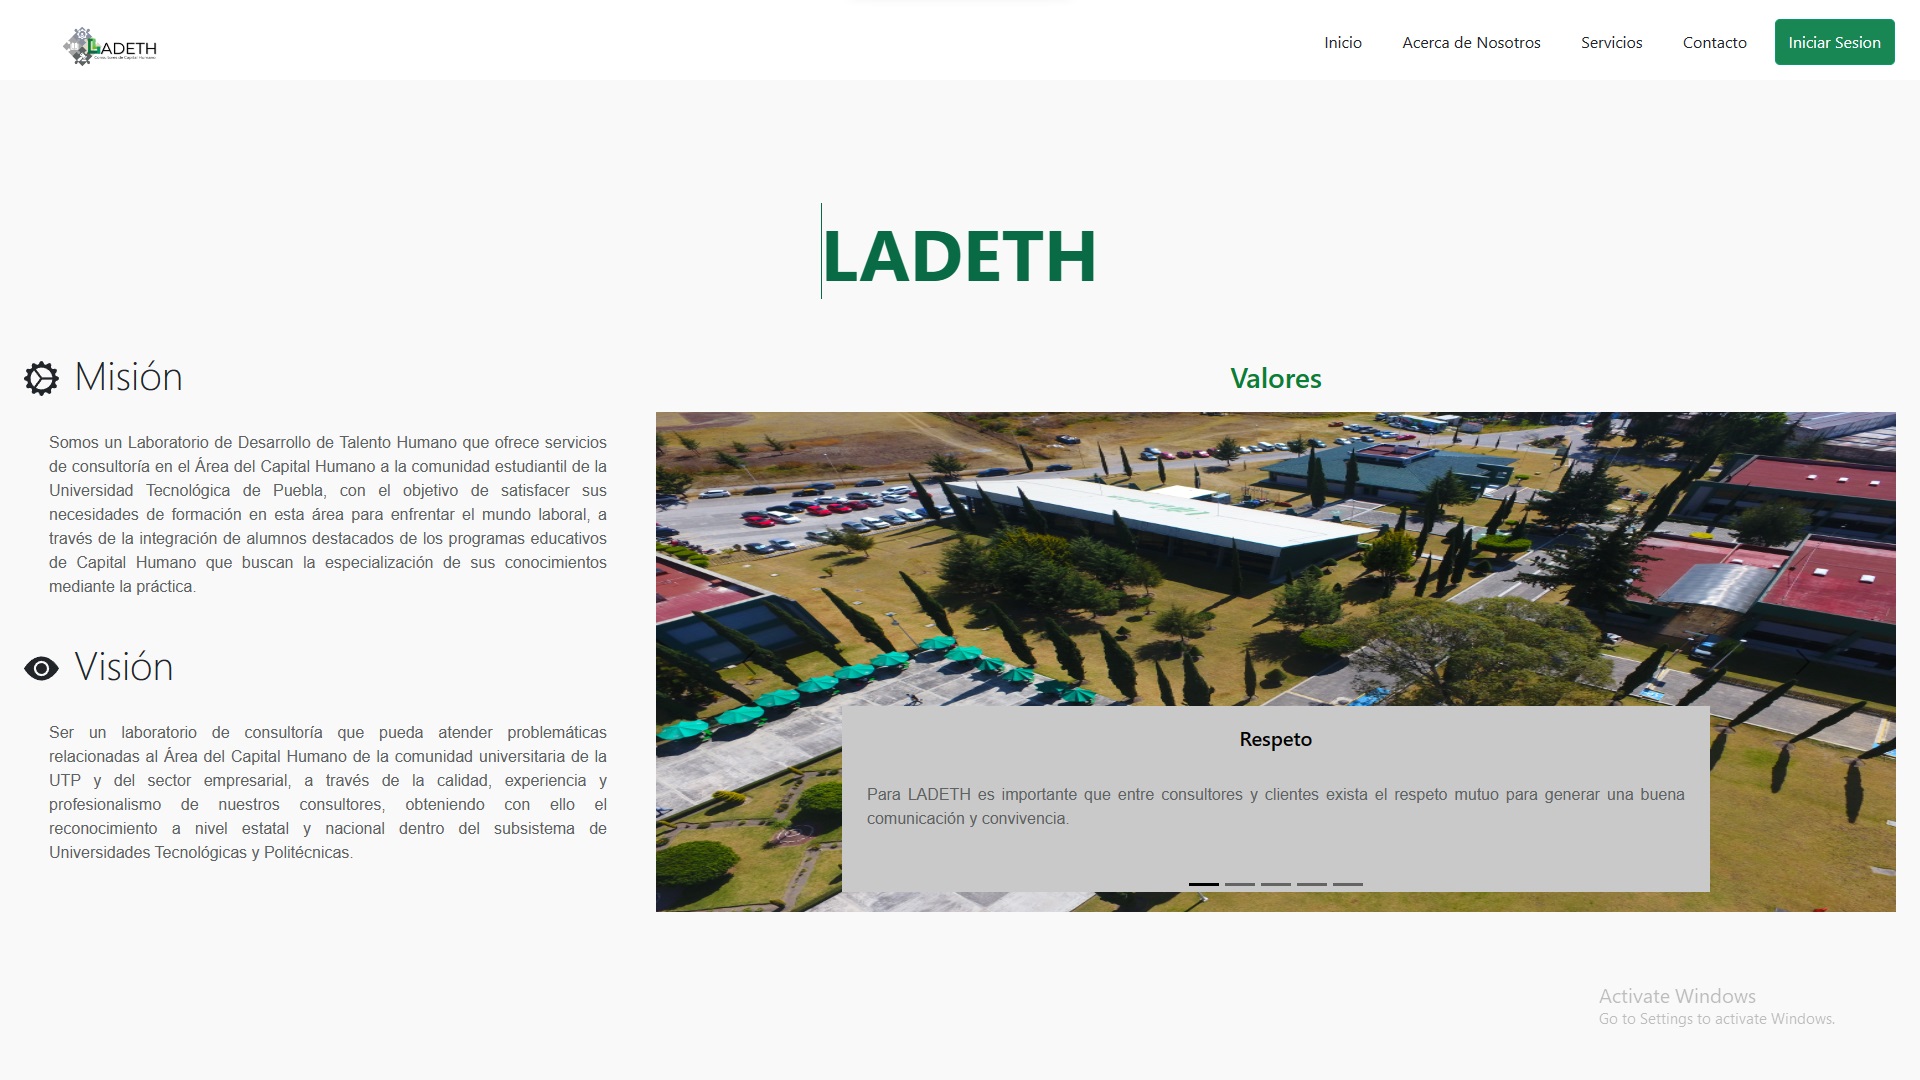 LADETH
Consultores de Capital Humano
Inicio
Acerca de Nosotros
Servicios
Contacto
Iniciar Sesion
LADETH
Misión
Somos un Laboratorio de Desarrollo de Talento Humano que ofrece servicios
de consultoría en el Área del Capital Humano a la comunidad estudiantil de la
Universidad Tecnológica de Puebla, con el objetivo de satisfacer sus
necesidades de formación en esta área para enfrentar el mundo laboral, a
través de la integración de alumnos destacados de los programas educativos
de Capital Humano que buscan la especialización de sus conocimientos
mediante la práctica.
Visión
Ser un laboratorio de consultoría que pueda atender problemáticas
relacionadas al Área del Capital Humano de la comunidad universitaria de la
UTP y del sector empresarial, a través de la calidad, experiencia y
profesionalismo de nuestros consultores, obteniendo con ello el
reconocimiento a nivel estatal y nacional dentro del subsistema de
Universidades Tecnológicas y Politécnicas.
Valores
Respeto
Para LADETH es importante que entre consultores y clientes exista el respeto mutuo para generar una buena
comunicación y convivencia.
Activate Windows
Go to Settings to activate Windows.